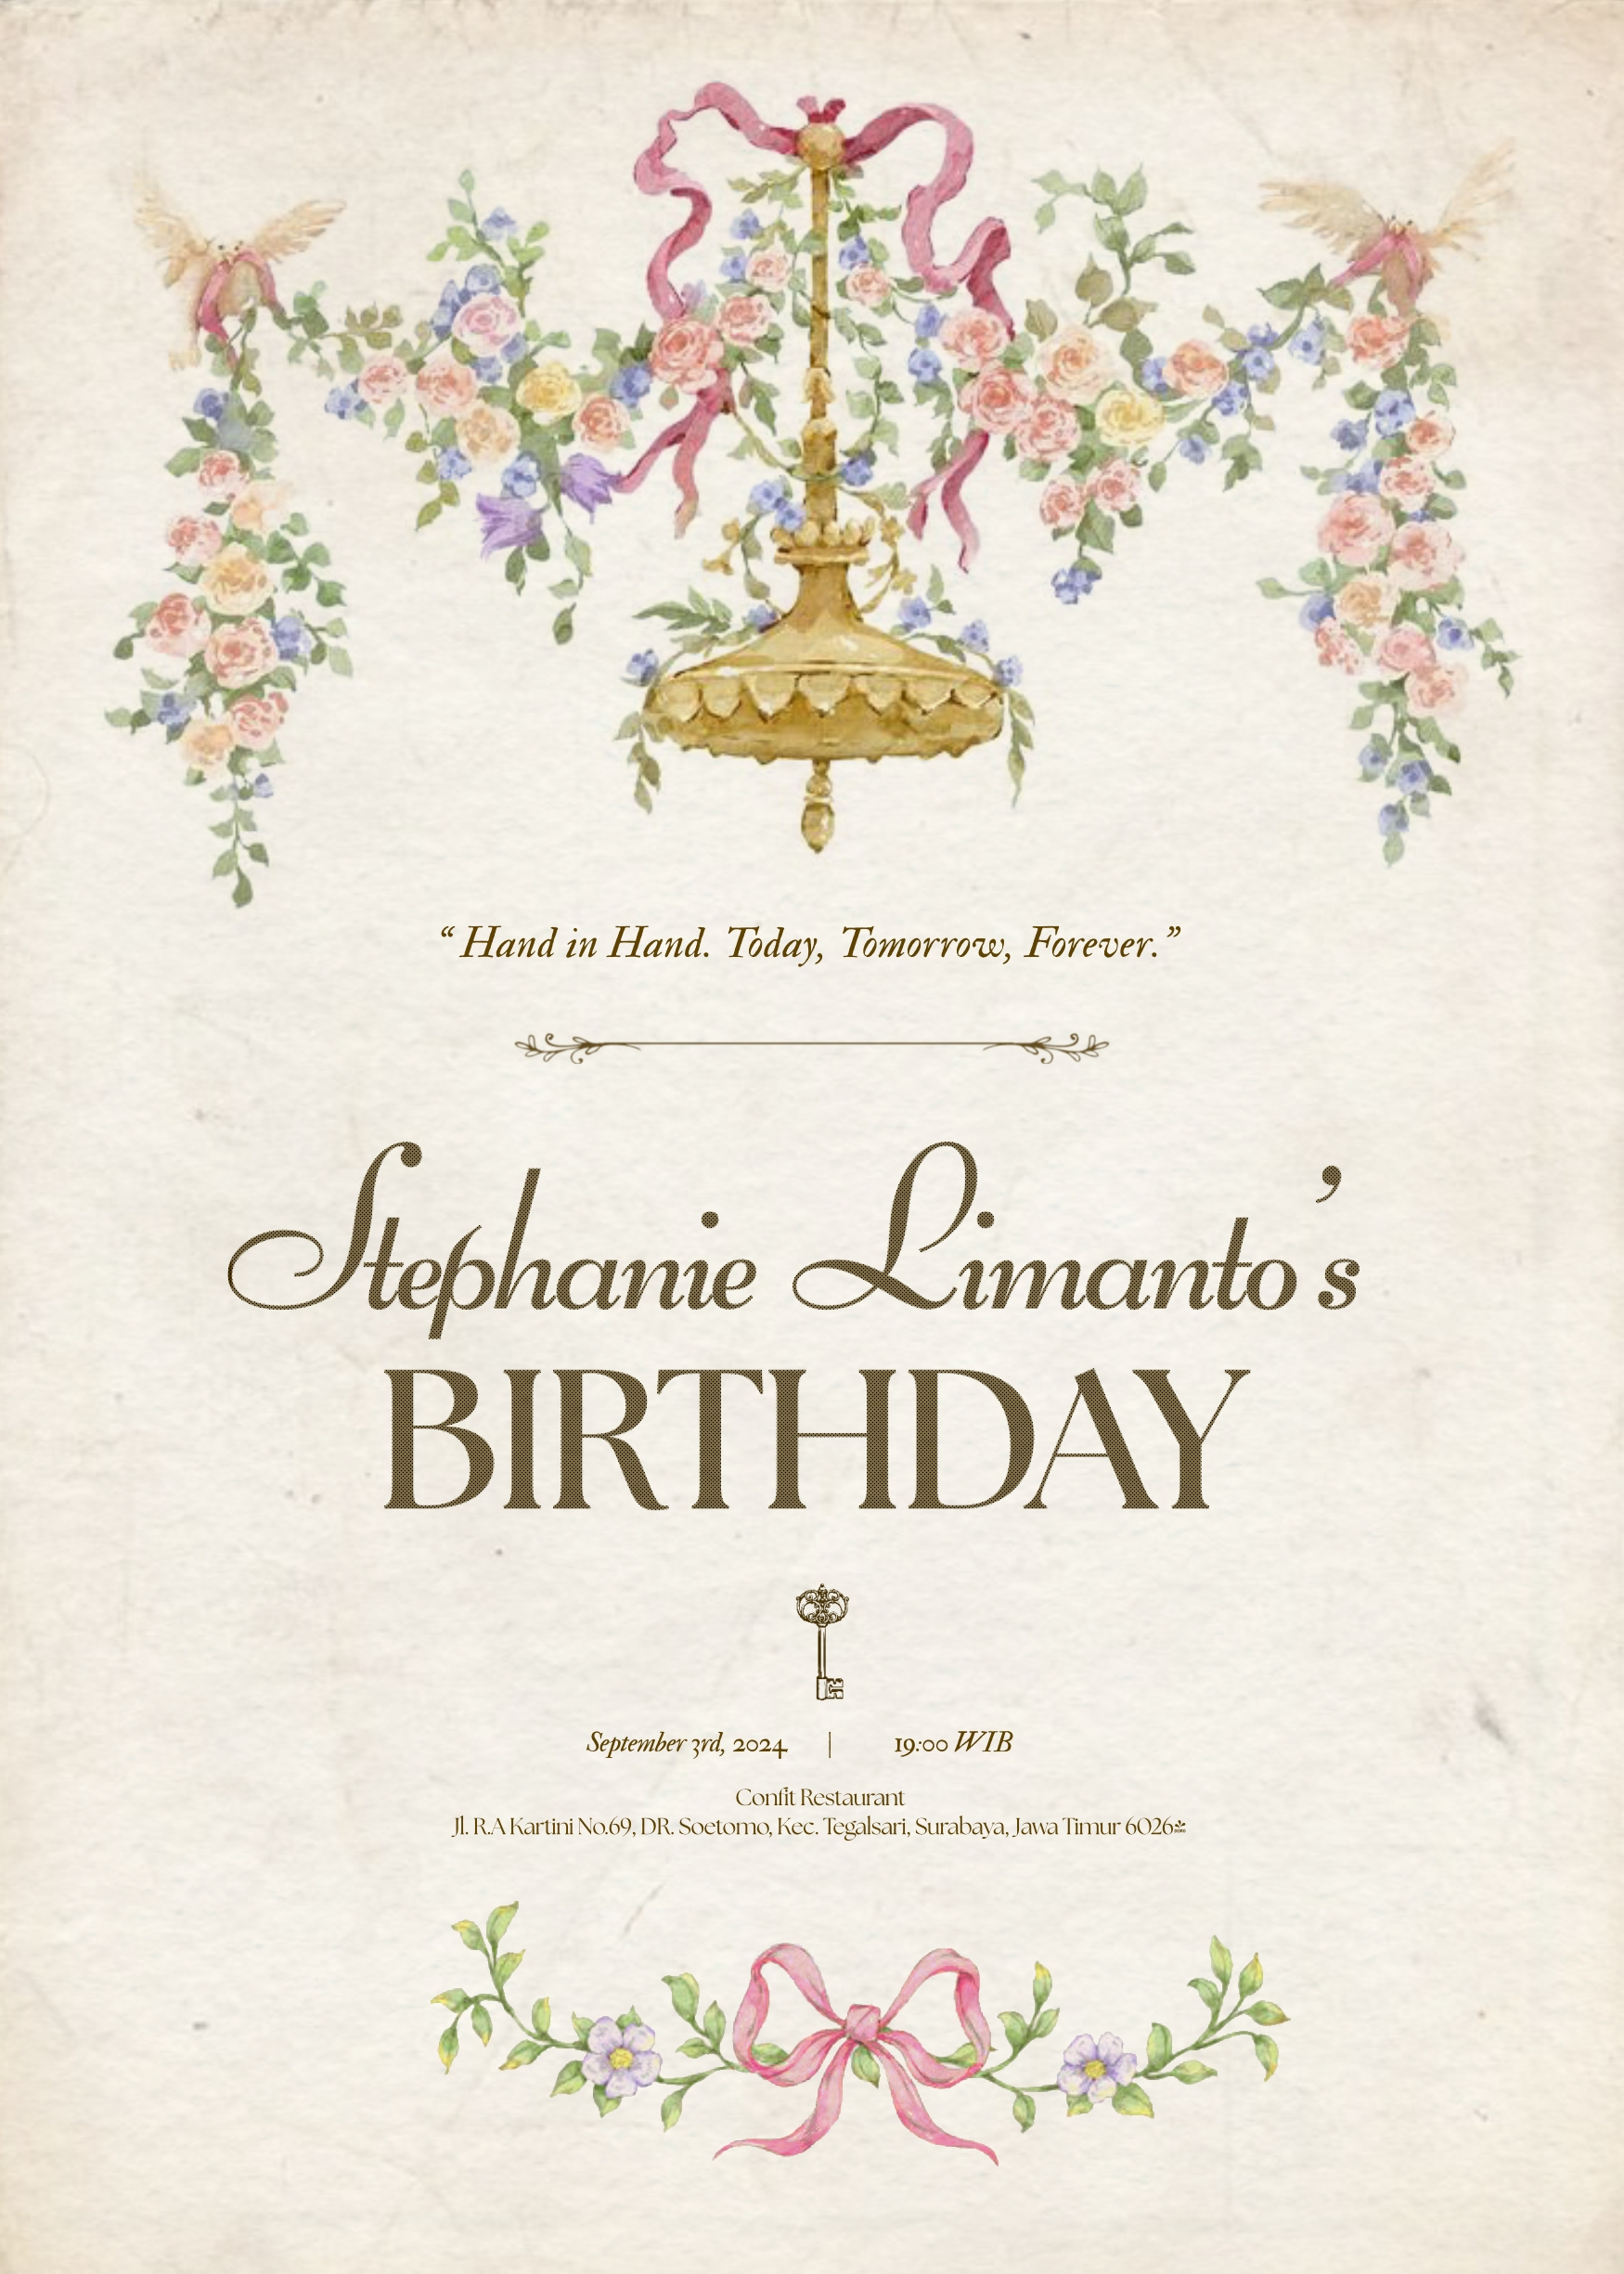 “ Hand in Hand. Today, Tomorrow, Forever.”
Stephanie Limanto's
BIRTHDAY
September 3rd, 2024 | 19:00 WIB
Confit Restaurant
Jl. R.A Kartini No.69, DR. Soetomo, Kec. Tegalsari, Surabaya, Jawa Timur